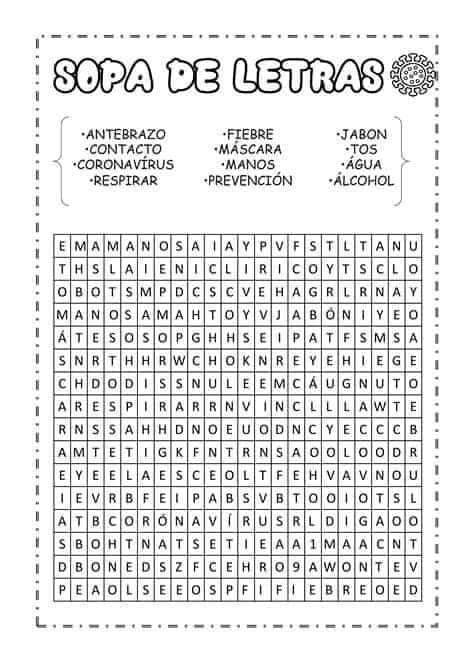 SOPA DE LETRAS
•ANTEBRAZO •FIEBRE •JABON
•CONTACTO •MÁSCARA •TOS
•CORONAVÍRUS •MANOS •ÁGUA
•RESPIRAR •PREVENCIÓN •ÁLCOHOL
E M A M A N O S A I A Y P V F S T L T A N U
T H S L A I E N I C L I R I C O Y T S C L O
O B O T S M P D C S C V E H A G R L R N A Y
M A N O S A M A H T O Y V J A B Ó N I Y E O
Á T E S O S O P G H H S E I P A T F S M S A
S N R T H H R W C H O K N R E Y E H I E G E
C H D O D I S S N U L E E M C Á U G N U T O
A R E S P I R A R R N V I N C L L L A W T E
R N S S A H H D N O E U O D N C Y E C C C B
A M T E T I G K F N T R N S A O O L O O D R
E Y E E L A E S C E O L T F E H V A V N O U
I E V R B F E I P A B S V B T O O I O T S L
A T B C O R Ó N A V Í R U S R L D I G A O O
S B O H T N A T S E T I E A A 1 M A A C N T
D B O N E D S Z F C E H R O 9 A W O N T E V
P E A O L S E E O S P F I F I E B R E O E D